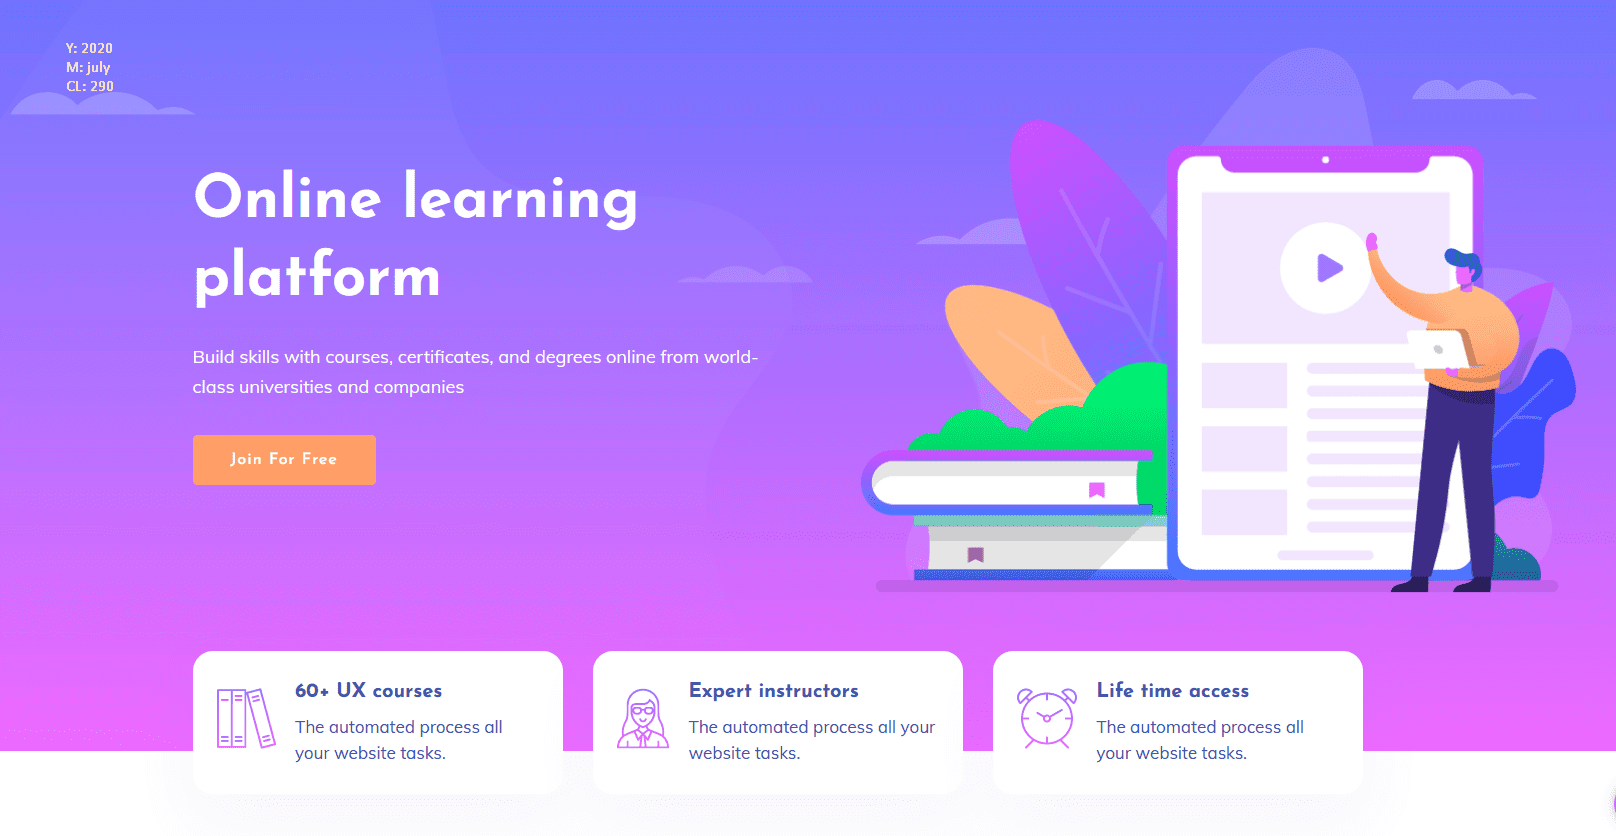 Y: 2020
M: july
CL: 290
Online learning
platform
Build skills with courses, certificates, and degrees online from world-
class universities and companies
Join For Free
60+ UX courses
The automated process all
your website tasks.
Expert instructors
The automated process all your
website tasks.
Life time access
The automated process all
your website tasks.